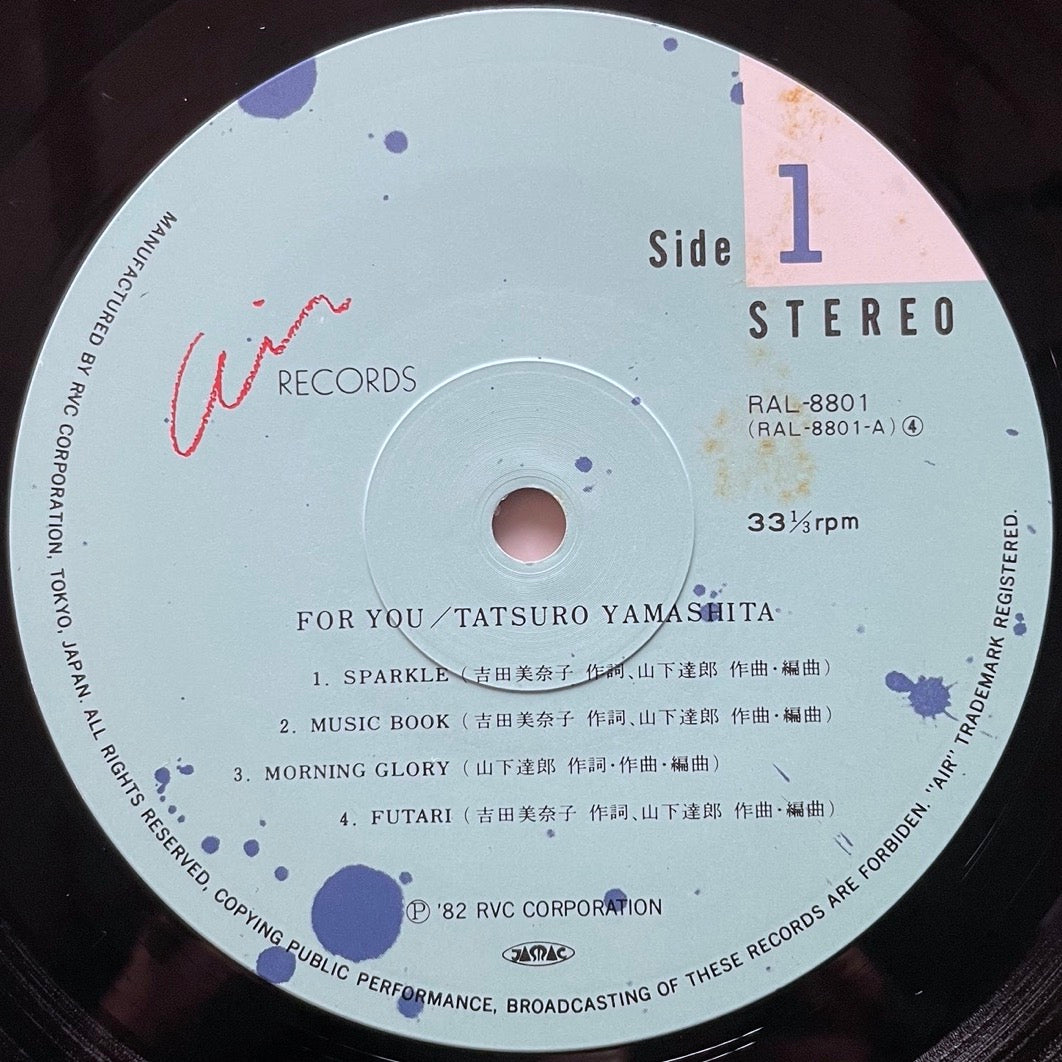 Side 1
STEREO
Air
RECORDS
RAL-8801
(RAL-8801-A)④
33⅓rpm
FOR YOU／TATSURO YAMASHITA
1. SPARKLE (吉田美奈子 作詞、山下達郎 作曲・編曲)
2. MUSIC BOOK (吉田美奈子 作詞、山下達郎 作曲・編曲)
3. MORNING GLORY (山下達郎 作詞・作曲・編曲)
4. FUTARI (吉田美奈子 作詞、山下達郎 作曲・編曲)
Ⓟ '82 RVC CORPORATION
JASRAC
MANUFACTURED BY RVC CORPORATION, TOKYO, JAPAN. ALL RIGHTS RESERVED, COPYING PUBLIC PERFORMANCE, BROADCASTING OF THESE RECORDS ARE FORBIDEN. "AIR" TRADEMARK REGISTERED.